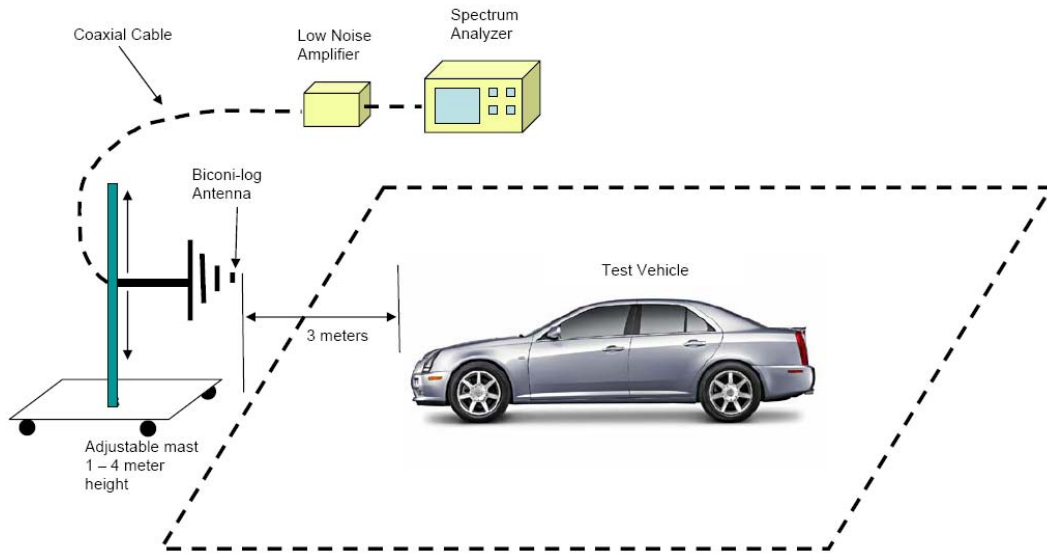 Coaxial Cable
Low Noise
Amplifier
Spectrum
Analyzer
Biconi-log
Antenna
Test Vehicle
3 meters
Adjustable mast
1 – 4 meter
height